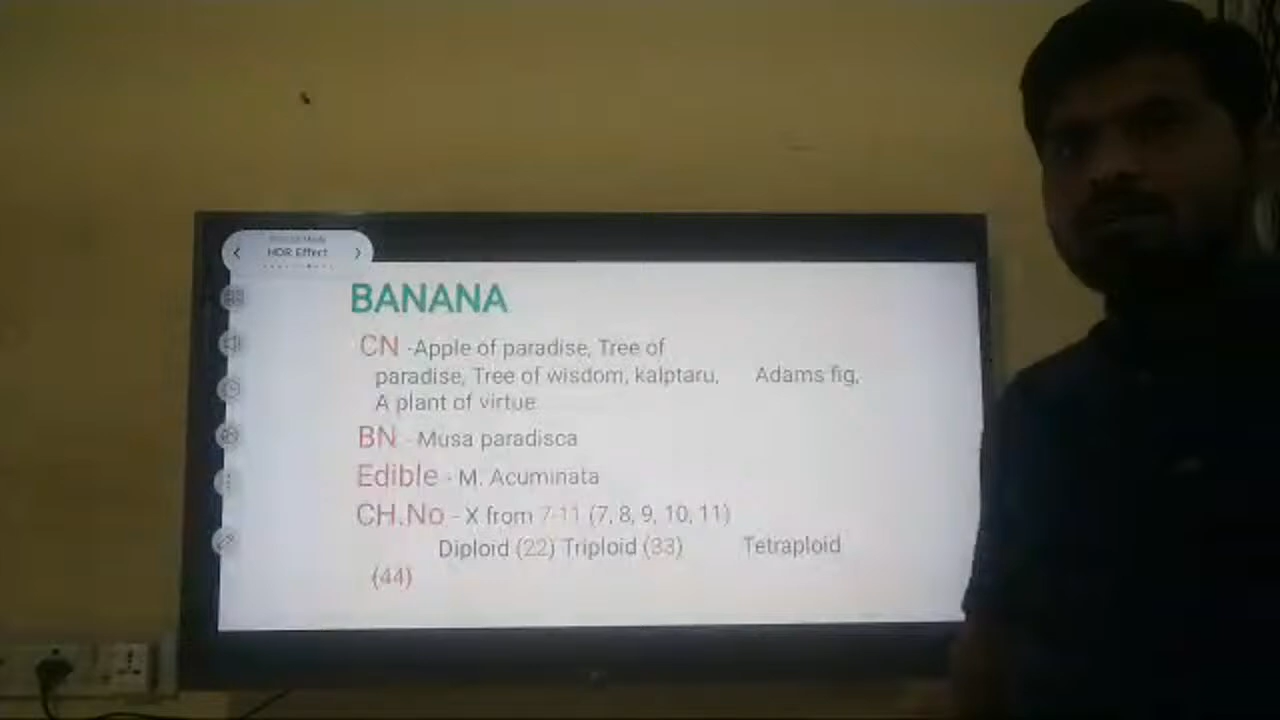 HDR Effect
BANANA
CN -Apple of paradise, Tree of
paradise, Tree of wisdom, kalptaru, Adams fig,
A plant of virtue
BN - Musa paradisca
Edible - M. Acuminata
CH.No - X from 7-11 (7, 8, 9, 10, 11)
Diploid (22) Triploid (33) Tetraploid
(44)